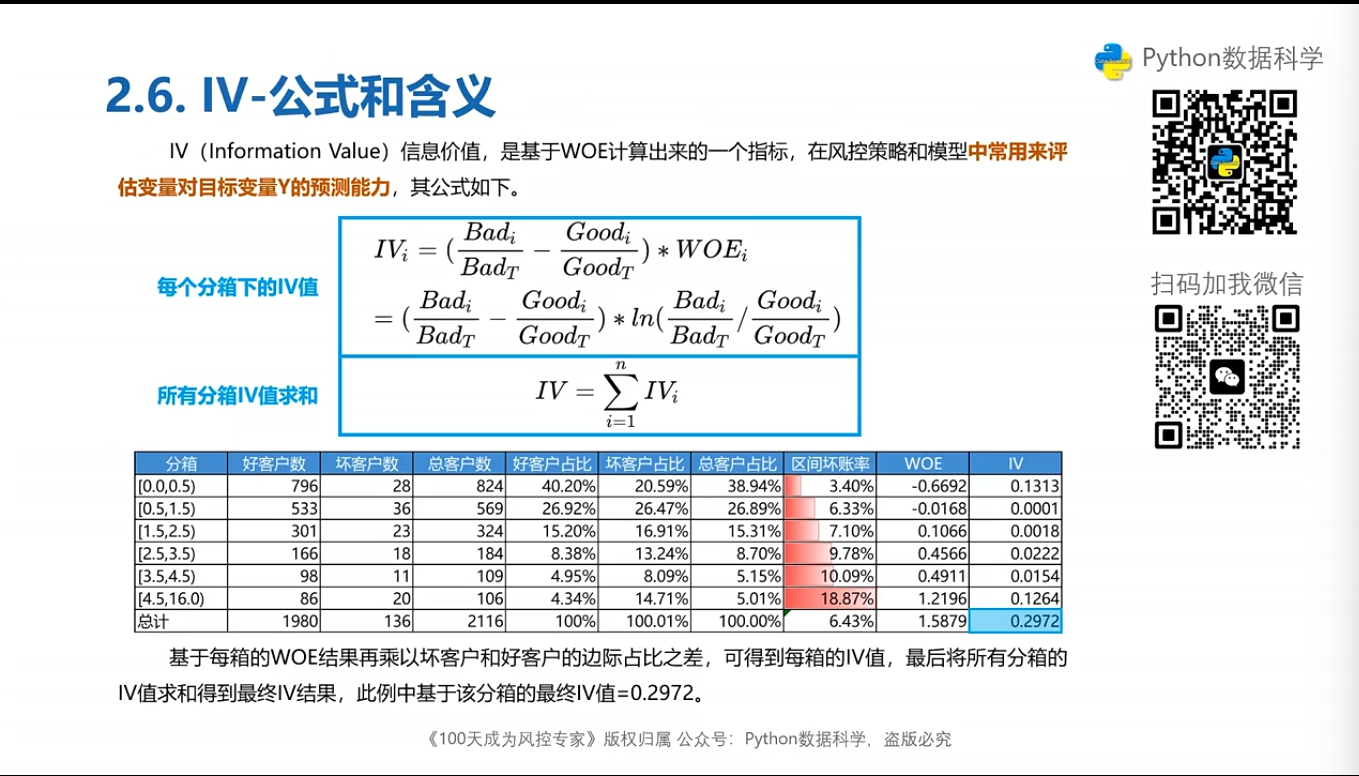 Python数据科学
2.6. IV-公式和含义
IV（Information Value）信息价值，是基于WOE计算出来的一个指标，在风控策略和模型中常用来评
估变量对目标变量Y的预测能力，其公式如下。
扫码加我微信
每个分箱下的IV值
IV_i = (Bad_i/Bad_T − Good_i/Good_T) * WOE_i
= (Bad_i/Bad_T − Good_i/Good_T) * ln(Bad_i/Bad_T / Good_i/Good_T)
所有分箱IV值求和
IV = ∑_{i=1}^{n} IV_i
分箱 好客户数 坏客户数 总客户数 好客户占比 坏客户占比 总客户占比 区间坏账率 WOE IV
[0.0,0.5) 796 28 824 40.20% 20.59% 38.94% 3.40% -0.6692 0.1313
[0.5,1.5) 533 36 569 26.92% 26.47% 26.89% 6.33% -0.0168 0.0001
[1.5,2.5) 301 23 324 15.20% 16.91% 15.31% 7.10% 0.1066 0.0018
[2.5,3.5) 166 18 184 8.38% 13.24% 8.70% 9.78% 0.4566 0.0222
[3.5,4.5) 98 11 109 4.95% 8.09% 5.15% 10.09% 0.4911 0.0154
[4.5,16.0) 86 20 106 4.34% 14.71% 5.01% 18.87% 1.2196 0.1264
总计 1980 136 2116 100% 100.01% 100.00% 6.43% 1.5879 0.2972
基于每箱的WOE结果再乘以坏客户和好客户的边际占比之差，可得到每箱的IV值，最后将所有分箱的
IV值求和得到最终IV结果，此例中基于该分箱的最终IV值=0.2972。
《100天成为风控专家》版权归属 公众号：Python数据科学，盗版必究